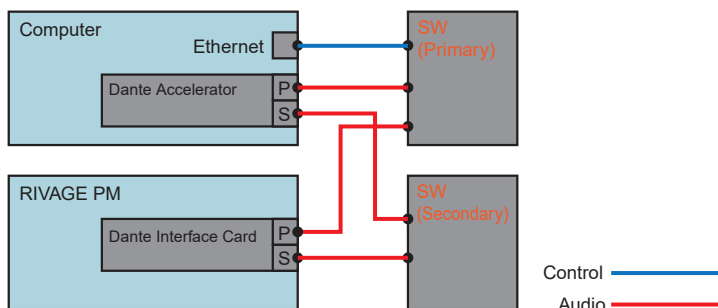 Computer
Ethernet
Dante Accelerator
P
S
SW
(Primary)
RIVAGE PM
Dante Interface Card
P
S
SW
(Secondary)
Control
Audio